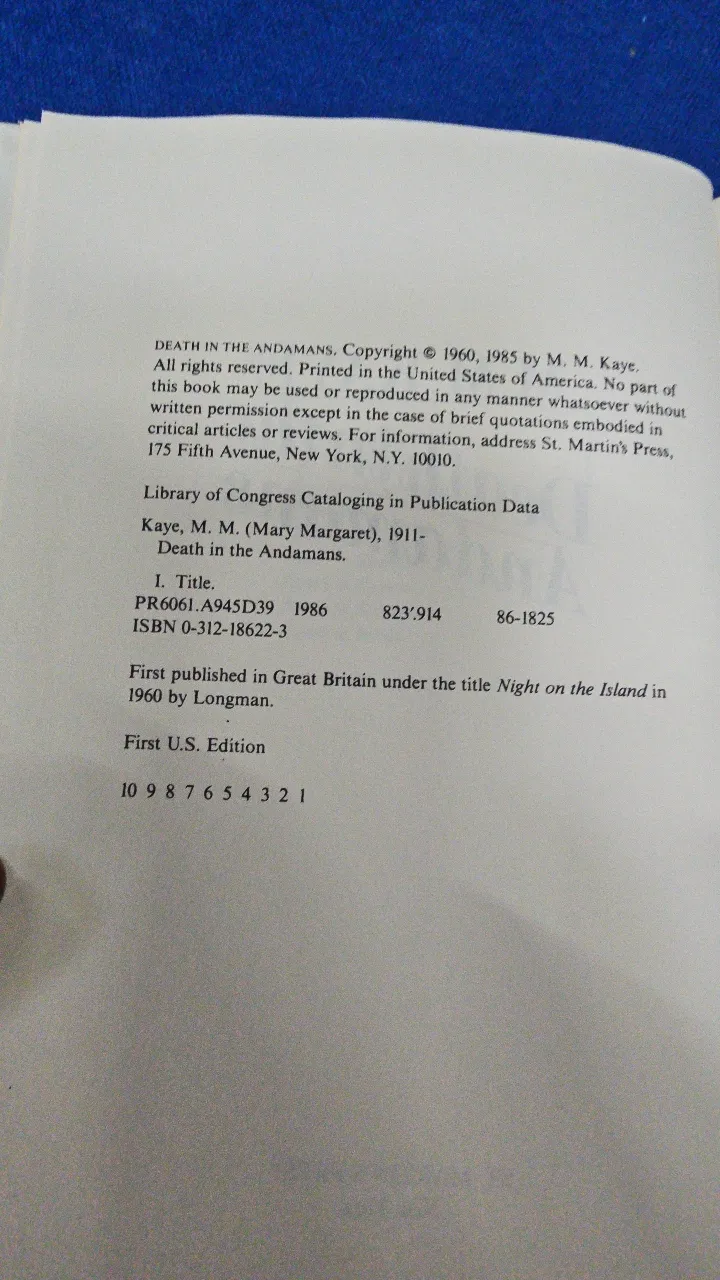 DEATH IN THE ANDAMANS. Copyright © 1960, 1985 by M. M. Kaye.
All rights reserved. Printed in the United States of America. No part of
this book may be used or reproduced in any manner whatsoever without
written permission except in the case of brief quotations embodied in
critical articles or reviews. For information, address St. Martin's Press,
175 Fifth Avenue, New York, N.Y. 10010.
Library of Congress Cataloging in Publication Data
Kaye, M. M. (Mary Margaret), 1911-
Death in the Andamans.
I. Title.
PR6061.A945D39 1986 823'.914 86-1825
ISBN 0-312-18622-3
First published in Great Britain under the title Night on the Island in
1960 by Longman.
First U.S. Edition
10 9 8 7 6 5 4 3 2 1